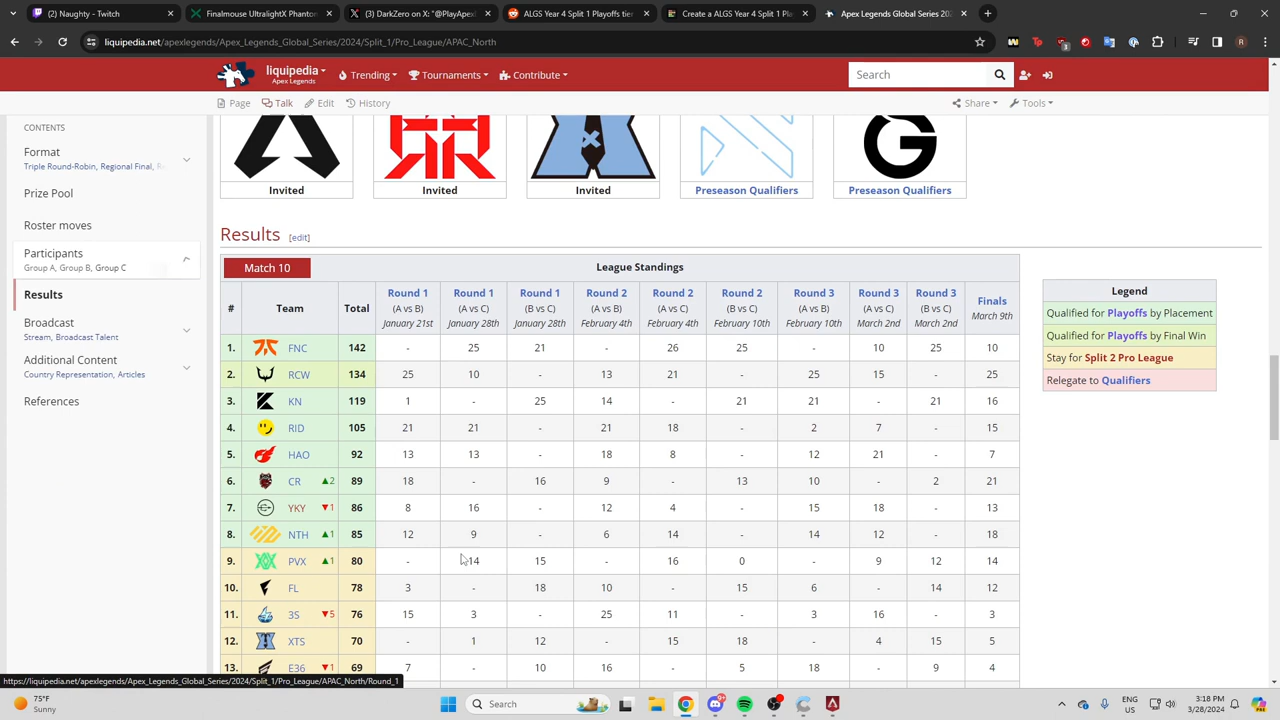 (3) Naughty - Twitch
Finalmouse UltralightX Phantom
(3) DarkZero on X: "@PlayApex
ALGS Year 4 Split 1 Playoffs tier
Create a ALGS Year 4 Split 1 Pl
Apex Legends Global Series: 202
liquipedia.net/apexlegends/Apex_Legends_Global_Series/2024/Split_1/Pro_League/APAC_North
liquipedia
Apex Legends
Trending
Tournaments
Contribute
Search
Page Talk Edit History
Share Tools
CONTENTS
Format
Triple Round-Robin, Regional Final,
Prize Pool
Roster moves
Participants
Group A, Group B, Group C
Results
Broadcast
Stream, Broadcast Talent
Additional Content
Country Representation, Articles
References
Invited Invited Invited Preseason Qualifiers Preseason Qualifiers
Results [edit]
Match 10 League Standings
# Team Total Round 1 (A vs B) January 21st Round 1 (A vs C) January 28th Round 1 (B vs C) January 28th Round 2 (A vs B) February 4th Round 2 (A vs C) February 4th Round 2 (B vs C) February 10th Round 3 (A vs B) February 10th Round 3 (A vs C) March 2nd Round 3 (B vs C) March 2nd Finals March 9th
1. FNC 142 - 25 21 - 26 25 - 10 25 10
2. RCW 134 25 10 - 13 21 - 25 15 - 25
3. KN 119 1 - 25 14 - 21 21 - 21 16
4. RID 105 21 21 - 21 18 - 2 7 - 15
5. HAO 92 13 13 - 18 8 - 12 21 - 7
6. CR ▲2 89 18 - 16 9 - 13 10 - 2 21
7. YKY ▼1 86 8 16 - 12 4 - 15 18 - 13
8. NTH ▲1 85 12 9 - 6 14 - 14 12 - 18
9. PVX ▲1 80 - 14 15 - 16 0 - 9 12 14
10. FL 78 3 - 18 10 - 15 6 - 14 12
11. 3S ▼5 76 15 3 - 25 11 - 3 16 - 3
12. XTS 70 - 1 12 - 15 18 - 4 15 5
13. E36 ▼1 69 7 - 10 16 - 5 18 - 9 4
Legend
Qualified for Playoffs by Placement
Qualified for Playoffs by Final Win
Stay for Split 2 Pro League
Relegate to Qualifiers
https://liquipedia.net/apexlegends/Apex_Legends_Global_Series/2024/Split_1/Pro_League/APAC_North/Round_1
75°F
Sunny
Search
ENG
US
3:18 PM
3/28/2024